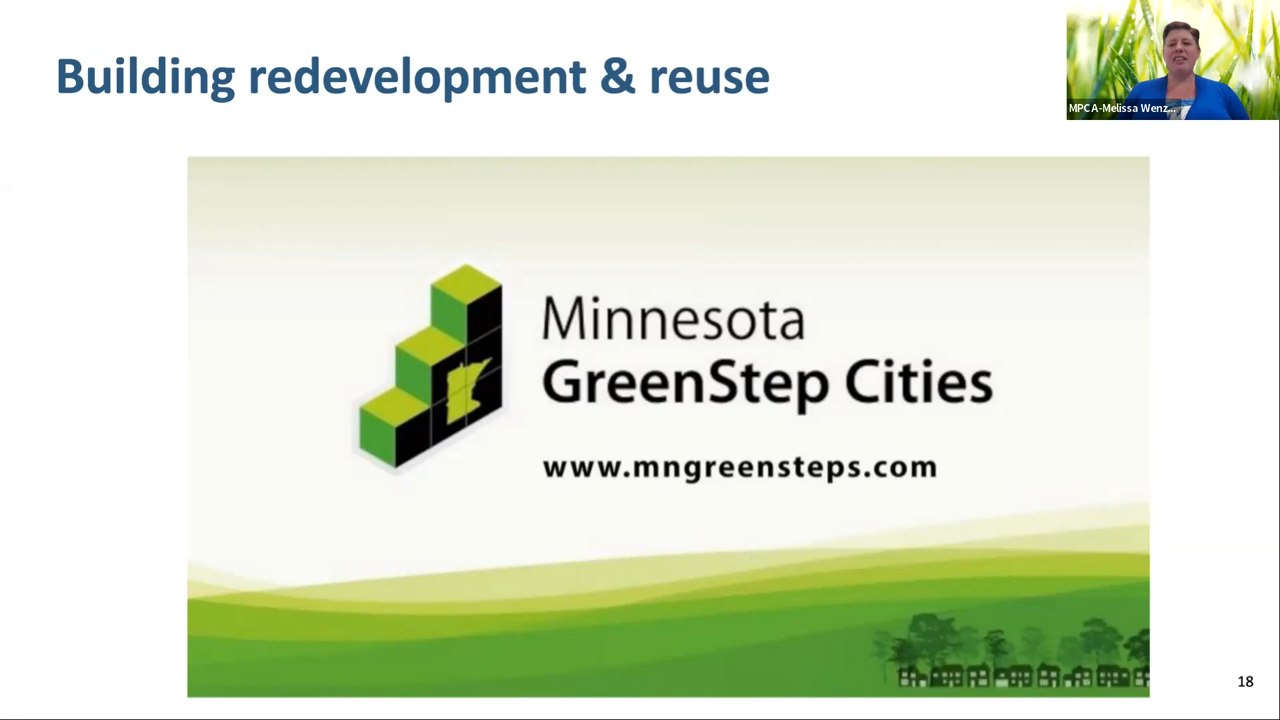 Building redevelopment & reuse
MPCA-Melissa Wenz...
Minnesota
GreenStep Cities
www.mngreensteps.com
18